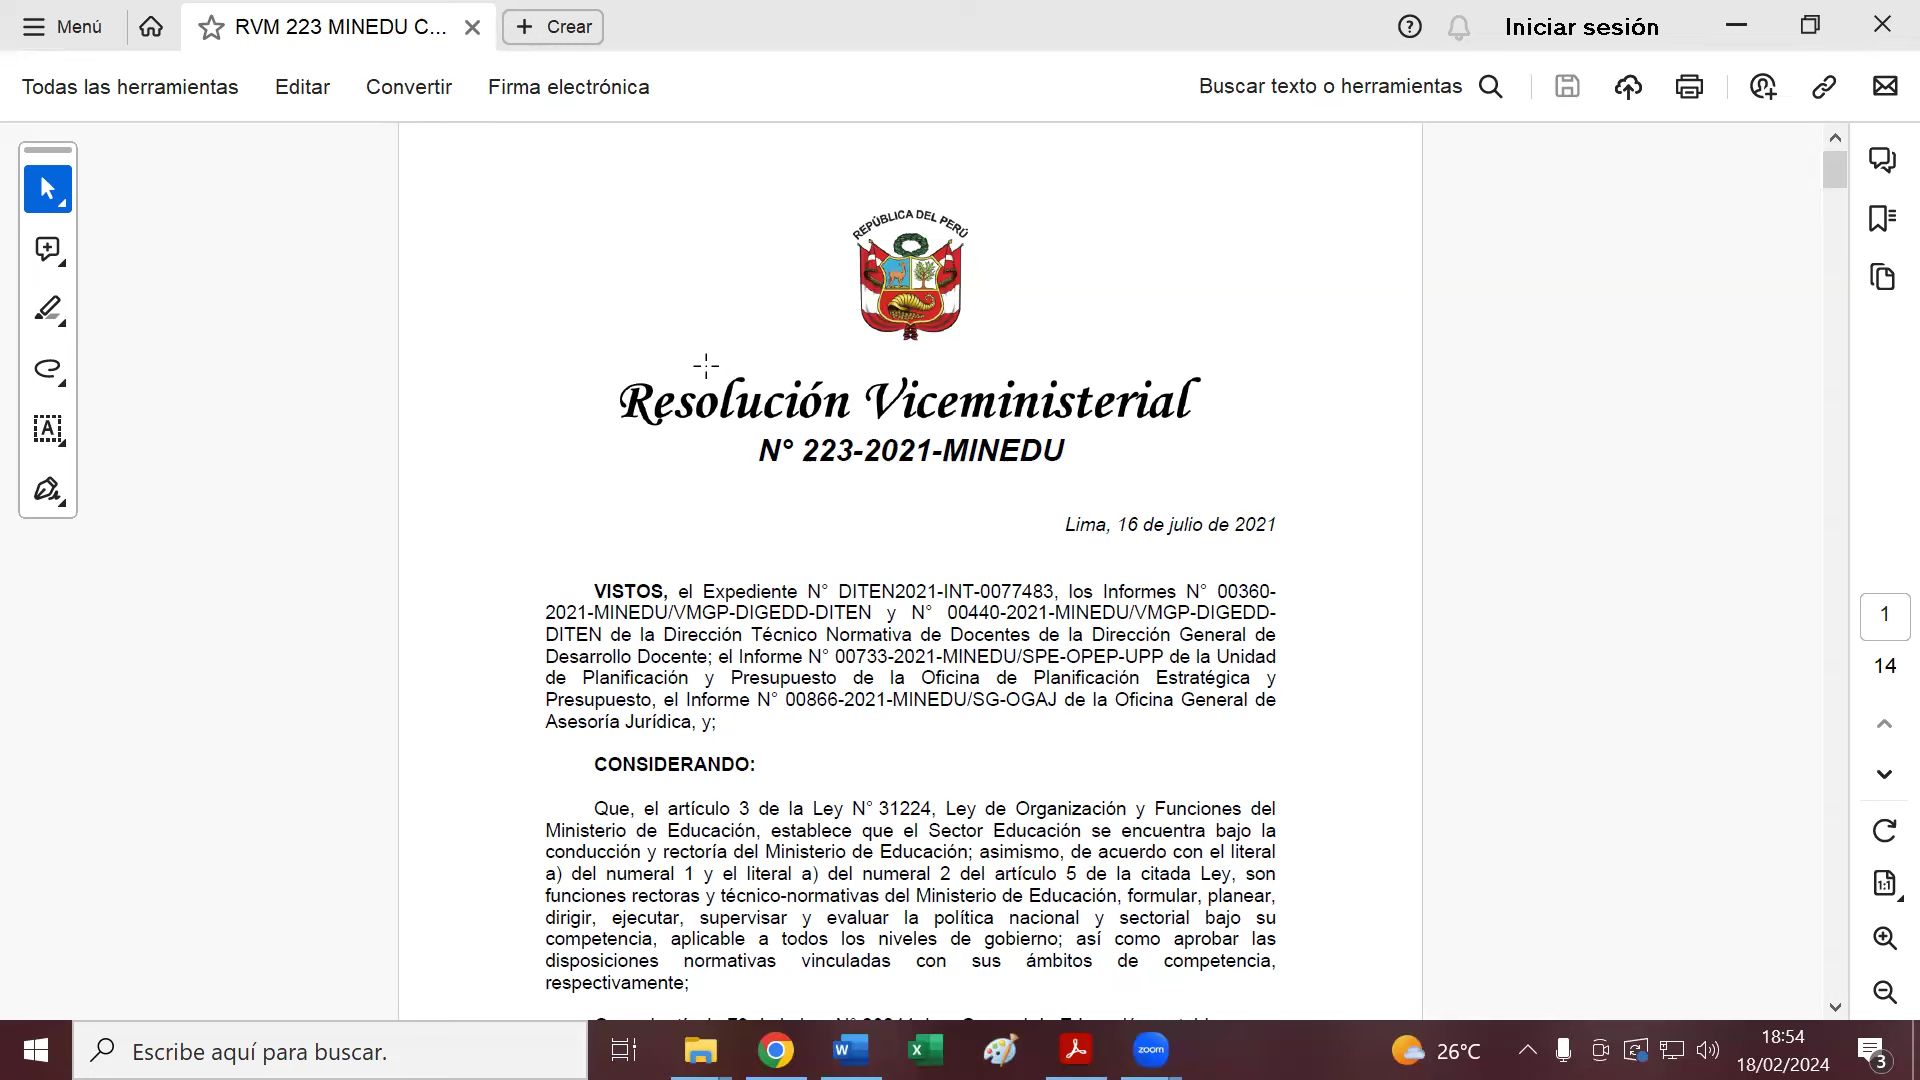 Menú
RVM 223 MINEDU C...
Crear
Iniciar sesión
Todas las herramientas
Editar
Convertir
Firma electrónica
Buscar texto o herramientas
REPÚBLICA DEL PERÚ
Resolución Viceministerial
N° 223-2021-MINEDU
Lima, 16 de julio de 2021
VISTOS, el Expediente N° DITEN2021-INT-0077483, los Informes N° 00360-
2021-MINEDU/VMGP-DIGEDD-DITEN y N° 00440-2021-MINEDU/VMGP-DIGEDD-
DITEN de la Dirección Técnico Normativa de Docentes de la Dirección General de
Desarrollo Docente; el Informe N° 00733-2021-MINEDU/SPE-OPEP-UPP de la Unidad
de Planificación y Presupuesto de la Oficina de Planificación Estratégica y
Presupuesto, el Informe N° 00866-2021-MINEDU/SG-OGAJ de la Oficina General de
Asesoría Jurídica, y;
CONSIDERANDO:
Que, el artículo 3 de la Ley N° 31224, Ley de Organización y Funciones del
Ministerio de Educación, establece que el Sector Educación se encuentra bajo la
conducción y rectoría del Ministerio de Educación; asimismo, de acuerdo con el literal
a) del numeral 1 y el literal a) del numeral 2 del artículo 5 de la citada Ley, son
funciones rectoras y técnico-normativas del Ministerio de Educación, formular, planear,
dirigir, ejecutar, supervisar y evaluar la política nacional y sectorial bajo su
competencia, aplicable a todos los niveles de gobierno; así como aprobar las
disposiciones normativas vinculadas con sus ámbitos de competencia,
respectivamente;
1
14
Escribe aquí para buscar.
zoom
26°C
18:54
18/02/2024
3